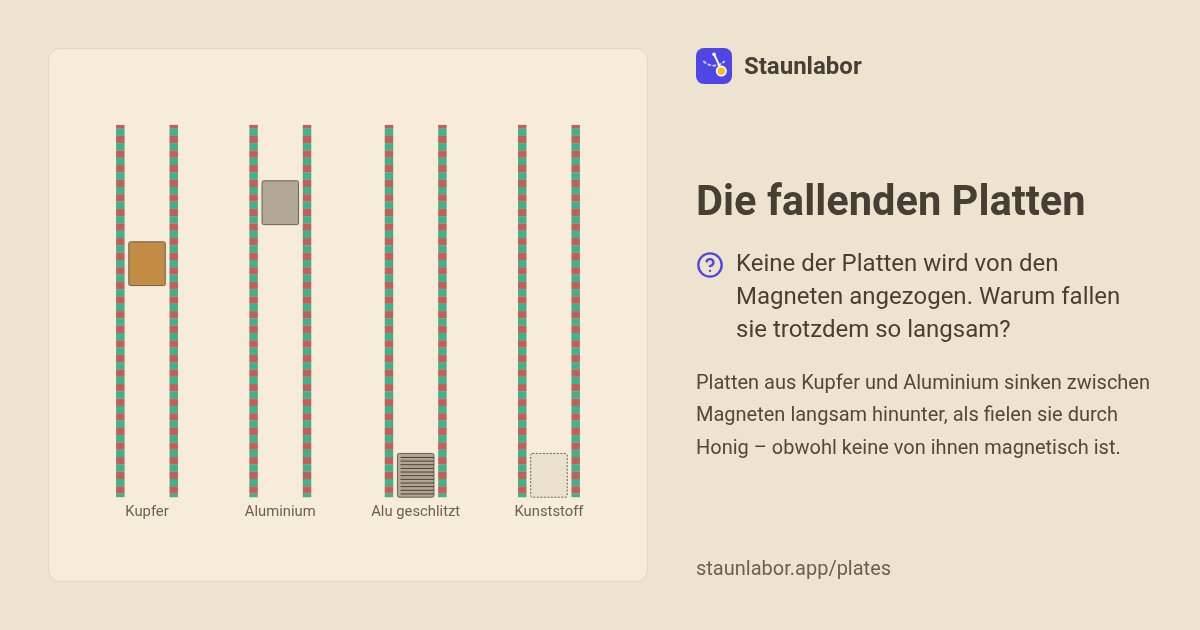 Staunlabor
Die fallenden Platten
Keine der Platten wird von den
Magneten angezogen. Warum fallen
sie trotzdem so langsam?
Platten aus Kupfer und Aluminium sinken zwischen
Magneten langsam hinunter, als fielen sie durch
Honig – obwohl keine von ihnen magnetisch ist.
staunlabor.app/plates
Kupfer
Aluminium
Alu geschlitzt
Kunststoff